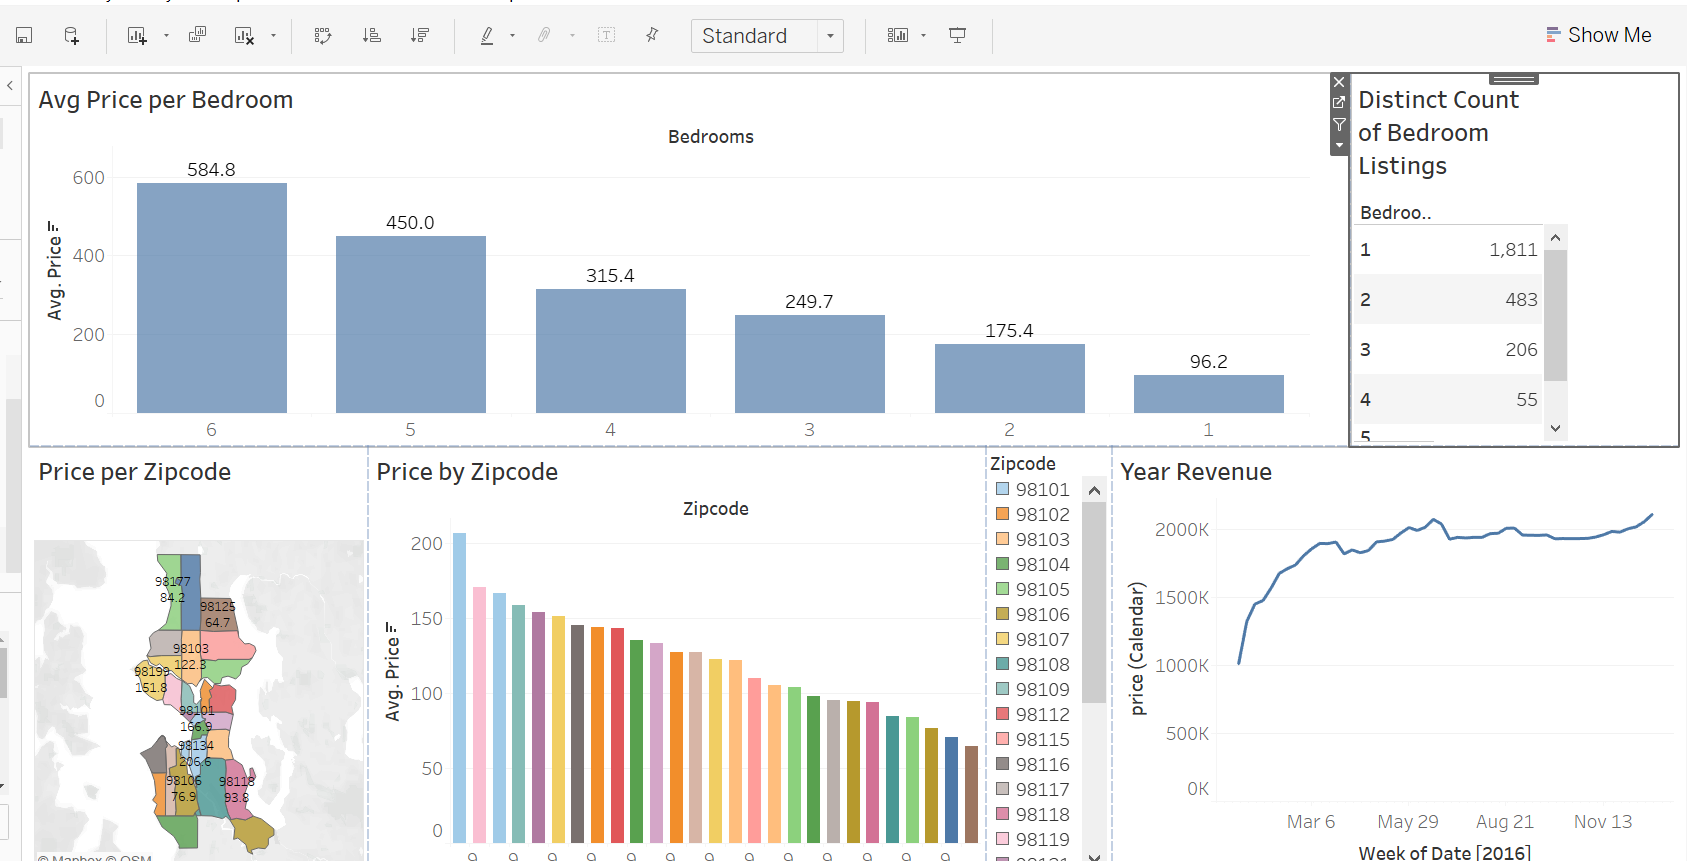 Standard
Show Me
Avg Price per Bedroom
Bedrooms
Avg. Price
600
400
200
0
584.8
450.0
315.4
249.7
175.4
96.2
6
5
4
3
2
1
Distinct Count
of Bedroom
Listings
Bedroo..
1 1,811
2 483
3 206
4 55
5
Price per Zipcode
98177
84.2
98125
64.7
98103
122.3
98199
151.8
98101
166.9
98134
206.6
98106
76.9
98118
93.8
© Mapbox © OSM
Price by Zipcode
Zipcode
Avg. Price
200
150
100
50
0
Zipcode
98101
98102
98103
98104
98105
98106
98107
98108
98109
98112
98115
98116
98117
98118
98119
98121
Year Revenue
price (Calendar)
2000K
1500K
1000K
500K
0K
Mar 6
May 29
Aug 21
Nov 13
Week of Date [2016]